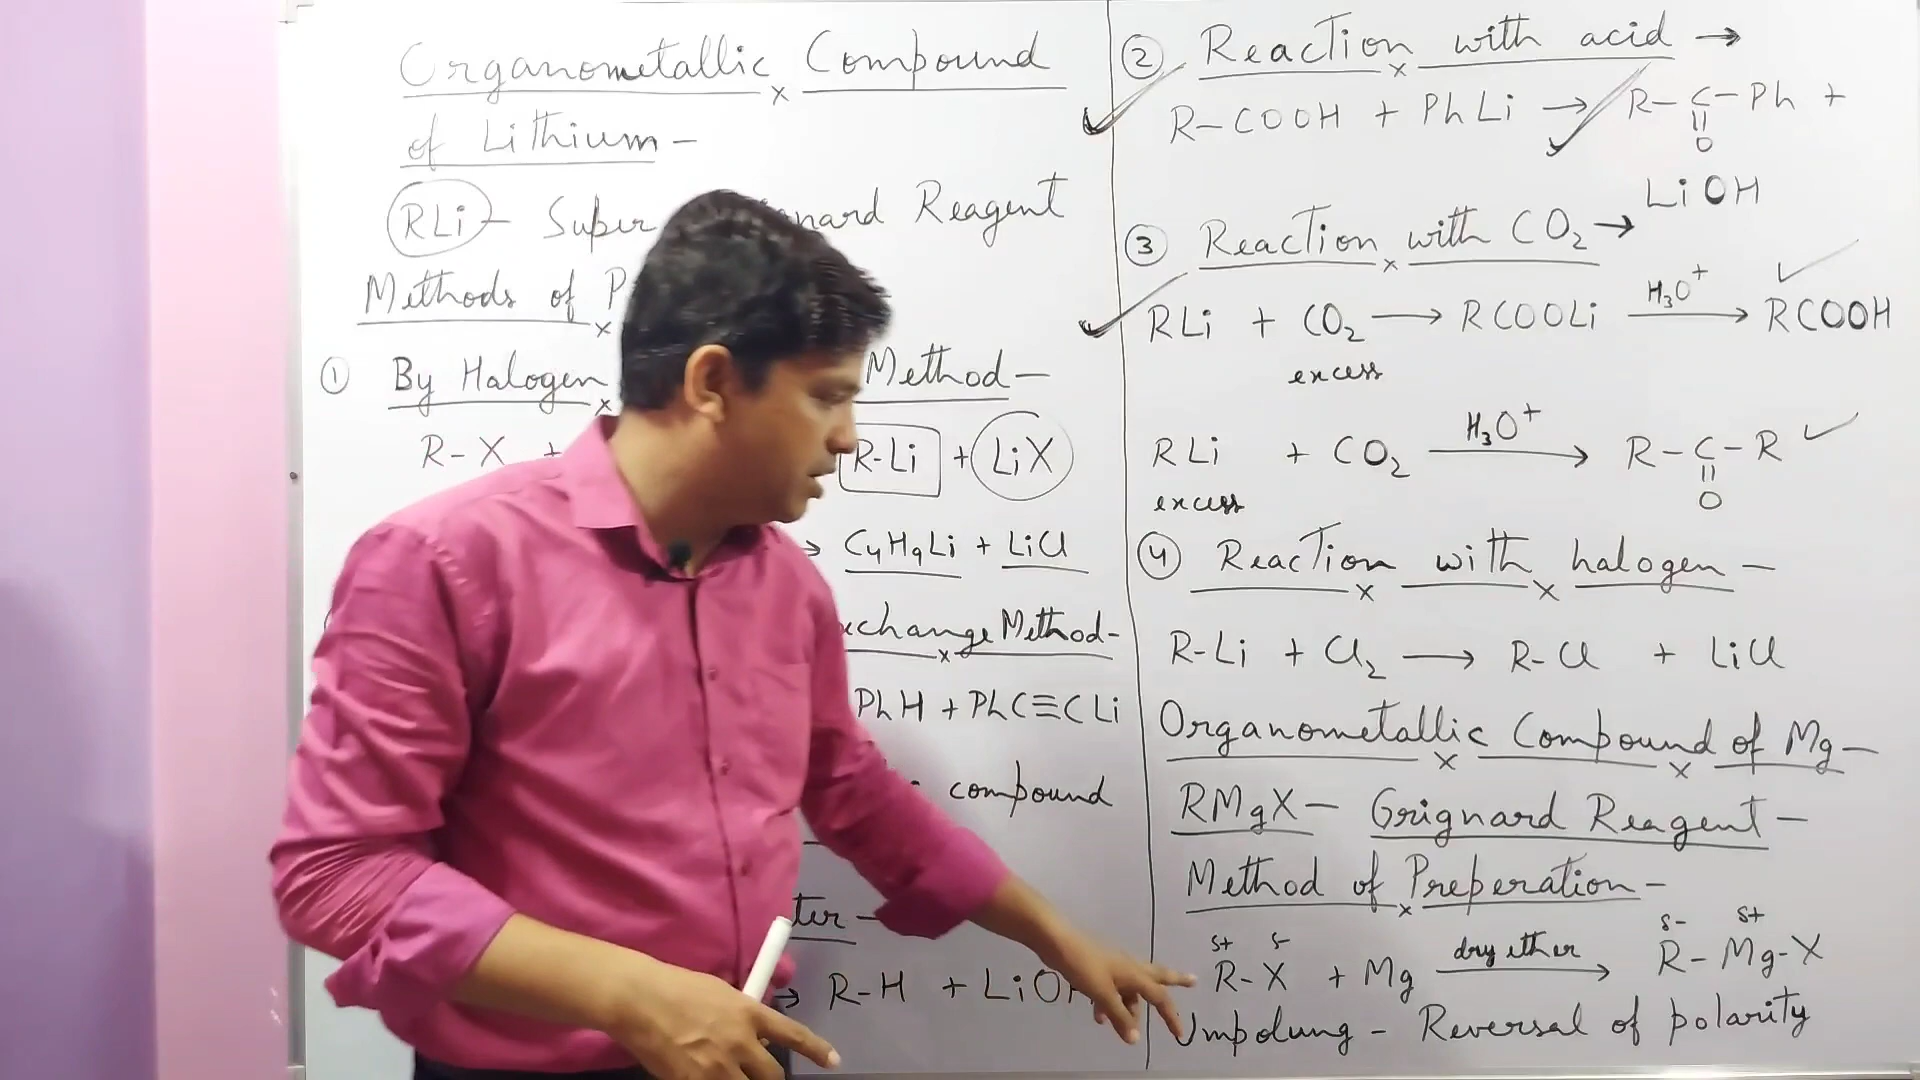 Organometallic Compound
of Lithium -
RLi - Super Reagent
Methods of
① By Halogen Method -
R-X + R-Li + LiX
→ C4H9Li + LiCl
Method -
PhH + PhC≡CLi
compound
→ R-H + LiOH
② Reaction with acid →
R-COOH + PhLi → R-C-Ph +
O
LiOH
③ Reaction with CO2 →
RLi + CO2 → RCOOLi H3O+ → RCOOH
excess
RLi + CO2 H3O+ → R-C-R
excess O
④ Reaction with halogen -
R-Li + Cl2 → R-Cl + LiCl
Organometallic Compound of Mg -
RMgX - Grignard Reagent -
Method of Preperation -
δ+ δ- δ- δ+
R-X + Mg dry ether → R-Mg-X
Umpolung - Reversal of polarity